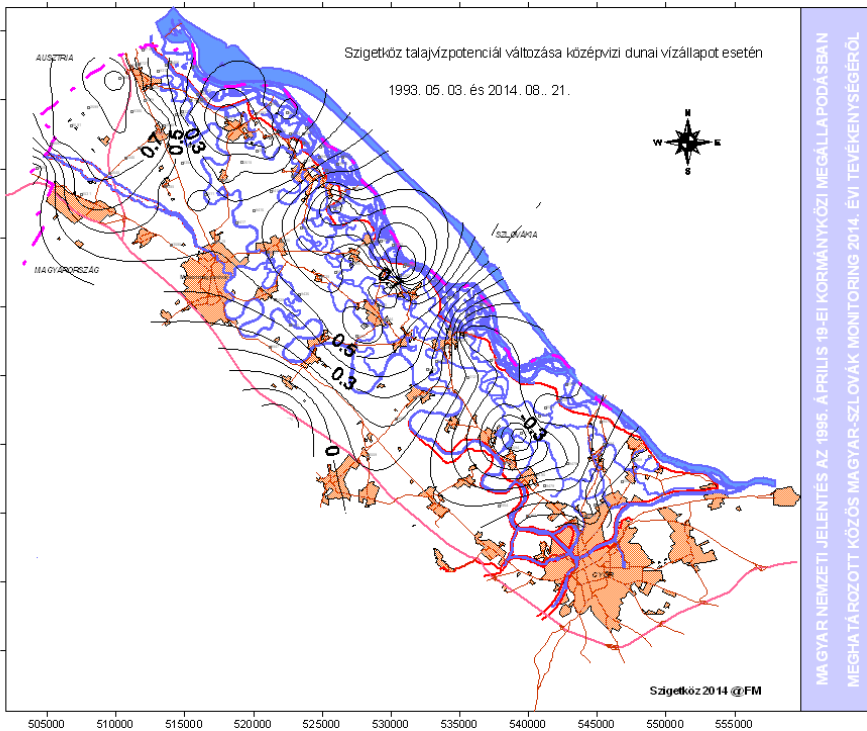 AUSZTRIA
Szigetköz talajvízpotenciál változása középvizi dunai vízállapot esetén
1993. 05. 03. és 2014. 08.. 21.
N
W E
S
0.7
0.5
0.3
SZLOVÁKIA
MAGYARORSZÁG
0.7
0.5
0.3
-0.3
0
GYŐR
Szigetköz 2014 @FM
505000 510000 515000 520000 525000 530000 535000 540000 545000 550000 555000
MAGYAR NEMZETI JELENTÉS AZ 1995. ÁPRILIS 19-EI KORMÁNYKÖZI MEGÁLLAPODÁSBAN
MEGHATÁROZOTT KÖZÖS MAGYAR-SZLOVÁK MONITORING 2014. ÉVI TEVÉKENYSÉGÉRŐL